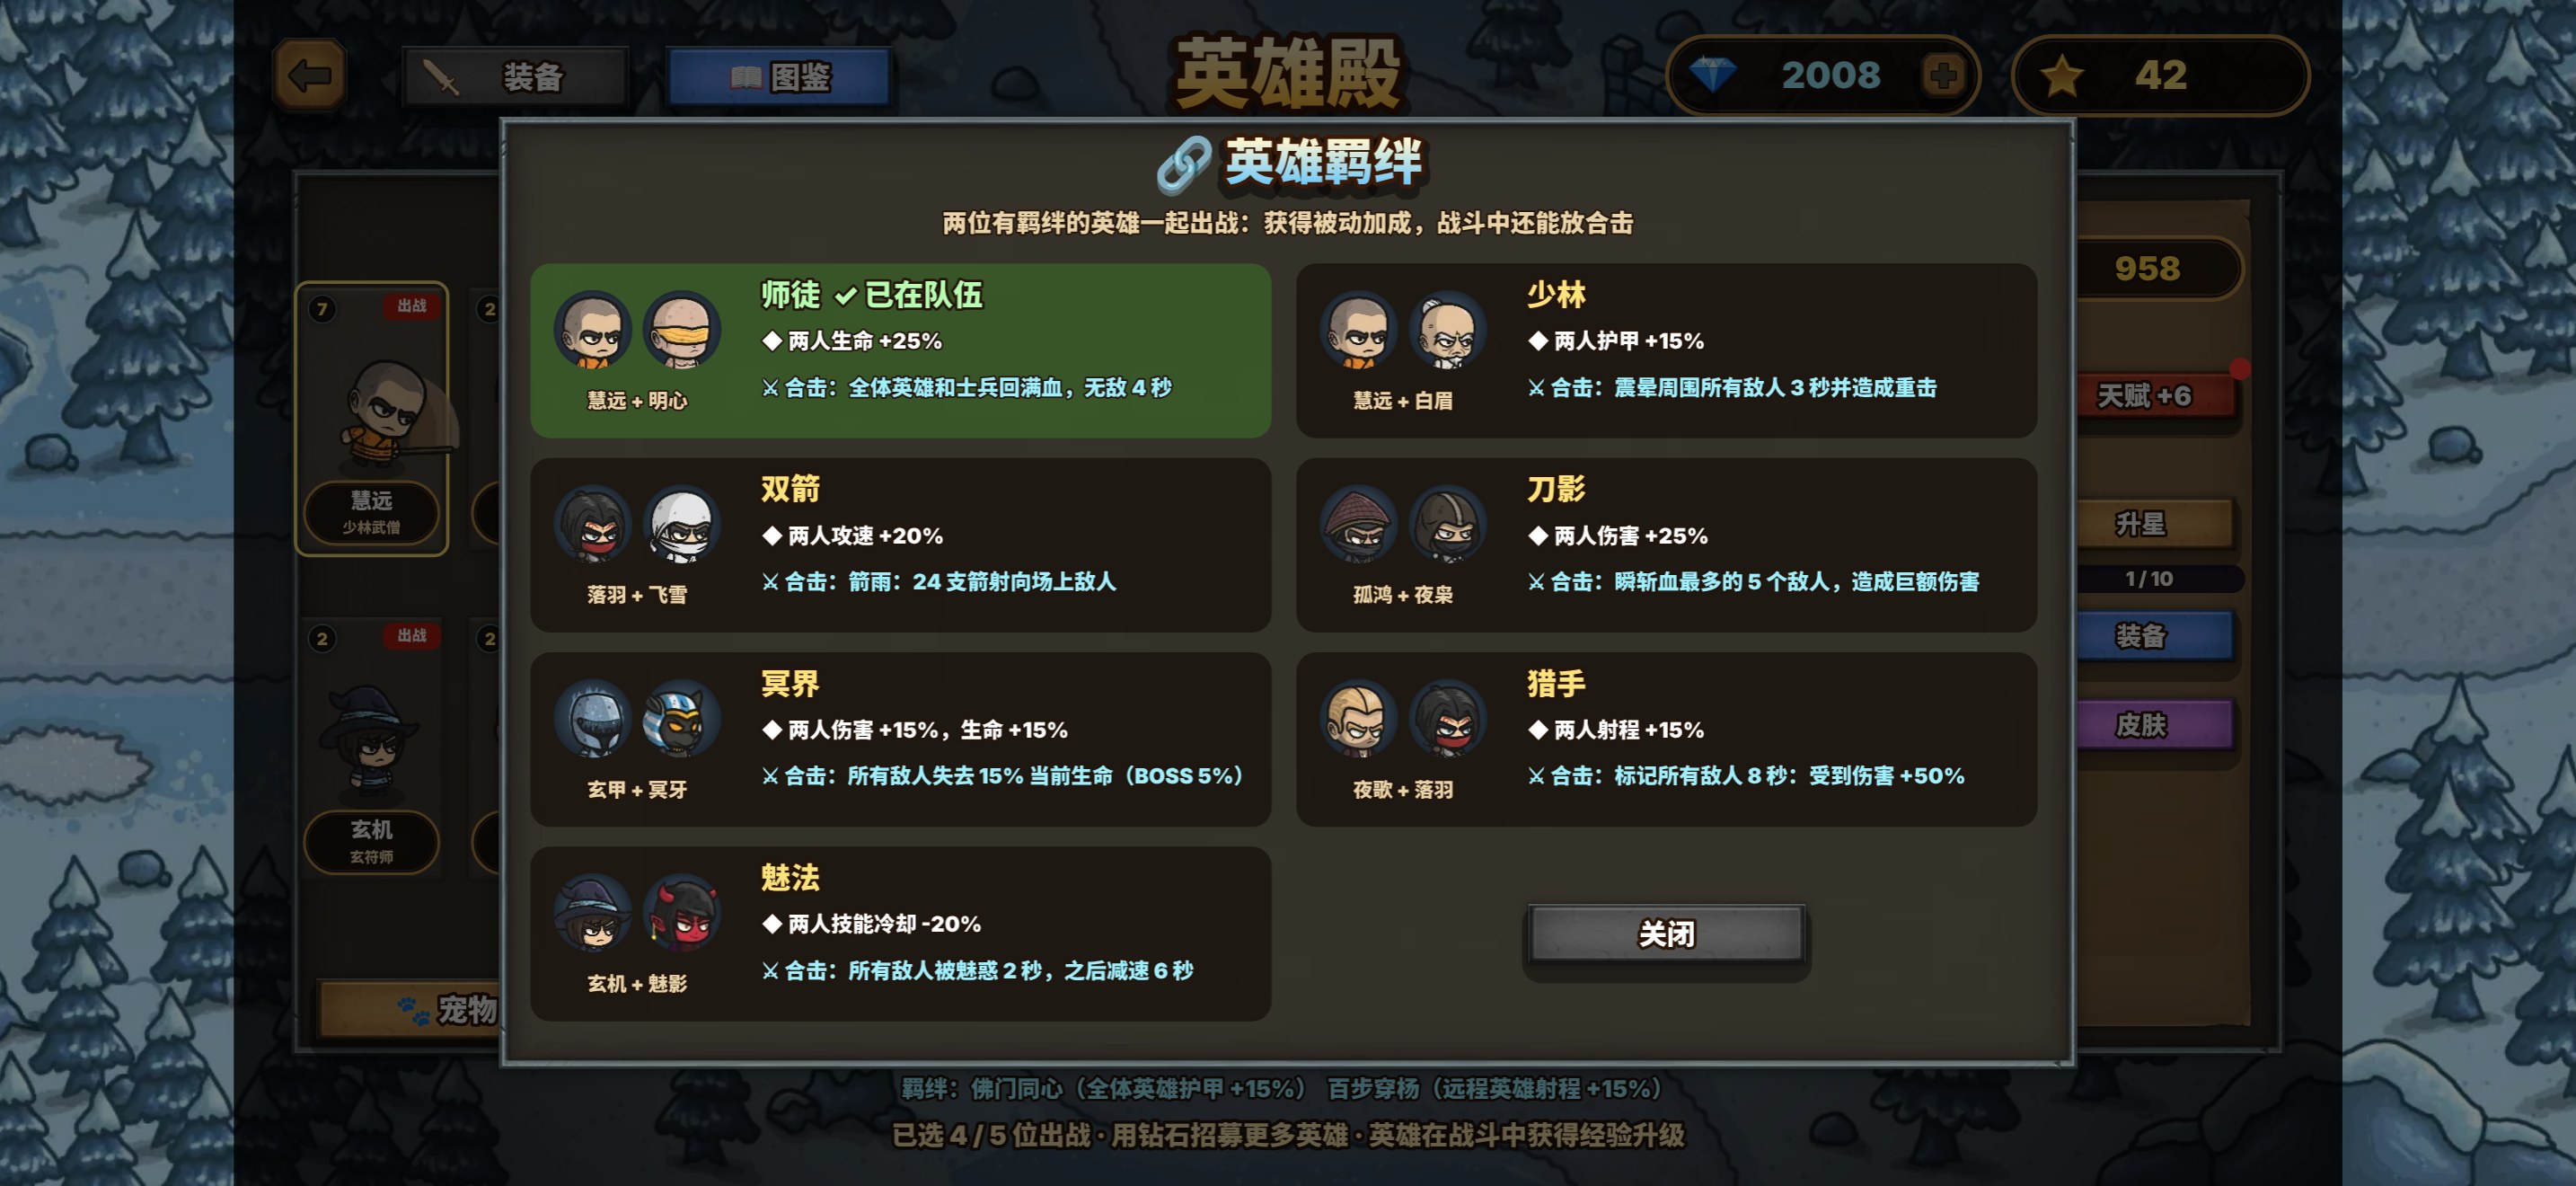 装备
图鉴
英雄殿
2008
42
英雄羁绊
两位有羁绊的英雄一起出战：获得被动加成，战斗中还能放合击
师徒 ✓已在队伍
◆ 两人生命 +25%
⚔ 合击：全体英雄和士兵回满血，无敌 4 秒
慧远 + 明心
少林
◆ 两人护甲 +15%
⚔ 合击：震晕周围所有敌人 3 秒并造成重击
慧远 + 白眉
双箭
◆ 两人攻速 +20%
⚔ 合击：箭雨：24 支箭射向场上敌人
落羽 + 飞雪
刀影
◆ 两人伤害 +25%
⚔ 合击：瞬斩血最多的 5 个敌人，造成巨额伤害
孤鸿 + 夜枭
冥界
◆ 两人伤害 +15%，生命 +15%
⚔ 合击：所有敌人失去 15% 当前生命（BOSS 5%）
玄甲 + 冥牙
猎手
◆ 两人射程 +15%
⚔ 合击：标记所有敌人 8 秒：受到伤害 +50%
夜歌 + 落羽
魅法
◆ 两人技能冷却 -20%
⚔ 合击：所有敌人被魅惑 2 秒，之后减速 6 秒
玄机 + 魅影
关闭
7
出战
2
慧远
少林武僧
2
出战
2
玄机
玄符师
宠物
958
天赋 +6
升星
1 / 10
装备
皮肤
羁绊：佛门同心（全体英雄护甲 +15%） 百步穿杨（远程英雄射程 +15%）
已选 4 / 5 位出战 · 用钻石招募更多英雄 · 英雄在战斗中获得经验升级